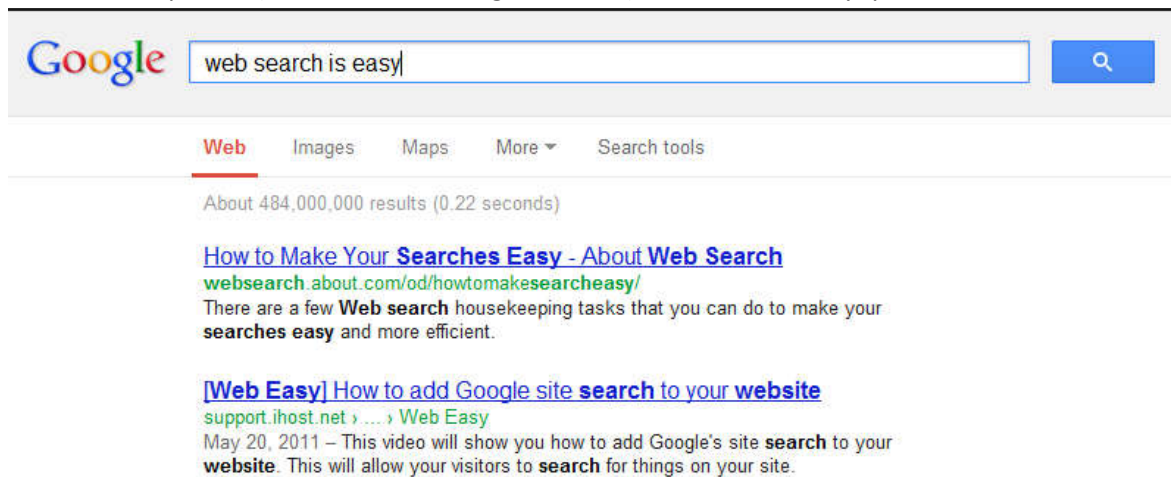 Google web search is easy
Web Images Maps More Search tools
About 484,000,000 results (0.22 seconds)
How to Make Your Searches Easy - About Web Search
websearch.about.com/od/howtomakesearcheasy/
There are a few Web search housekeeping tasks that you can do to make your
searches easy and more efficient.
[Web Easy] How to add Google site search to your website
support.ihost.net › ... › Web Easy
May 20, 2011 – This video will show you how to add Google's site search to your
website. This will allow your visitors to search for things on your site.